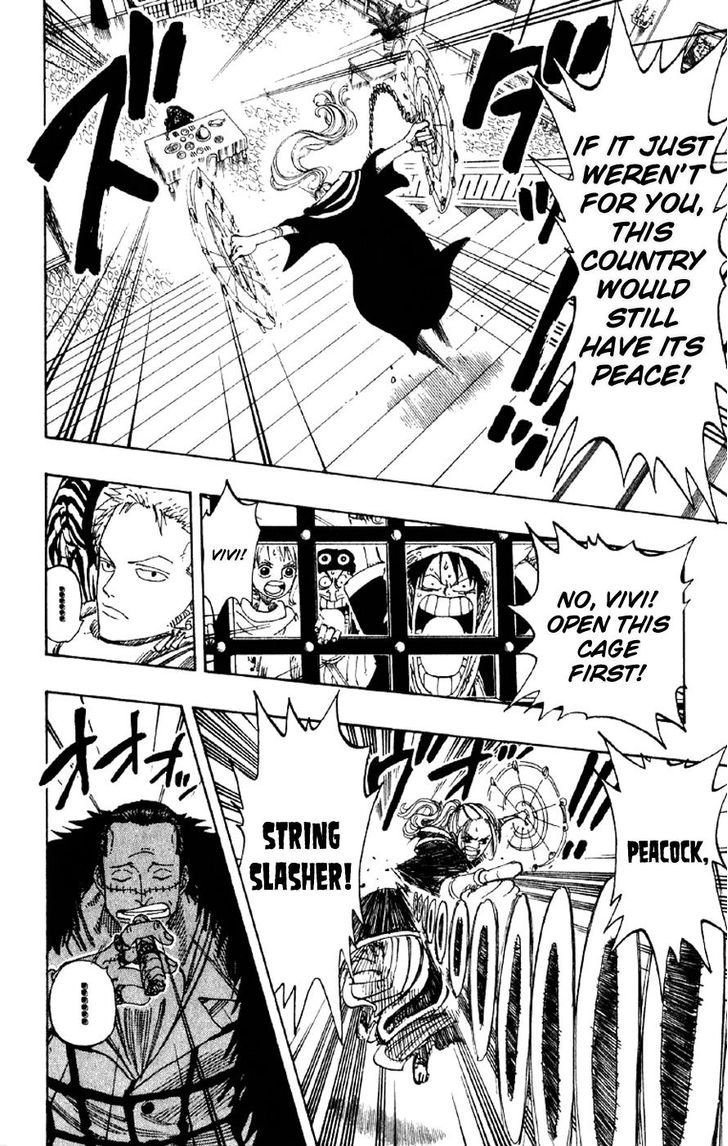 ズズ
IF IT JUST
WEREN'T
FOR YOU,
THIS
COUNTRY
WOULD
STILL
HAVE ITS
PEACE!
NO, VIVI!
OPEN THIS
CAGE
FIRST!
VIVI!
......
PEACOCK,
STRING
SLASHER!
オオオッ
......